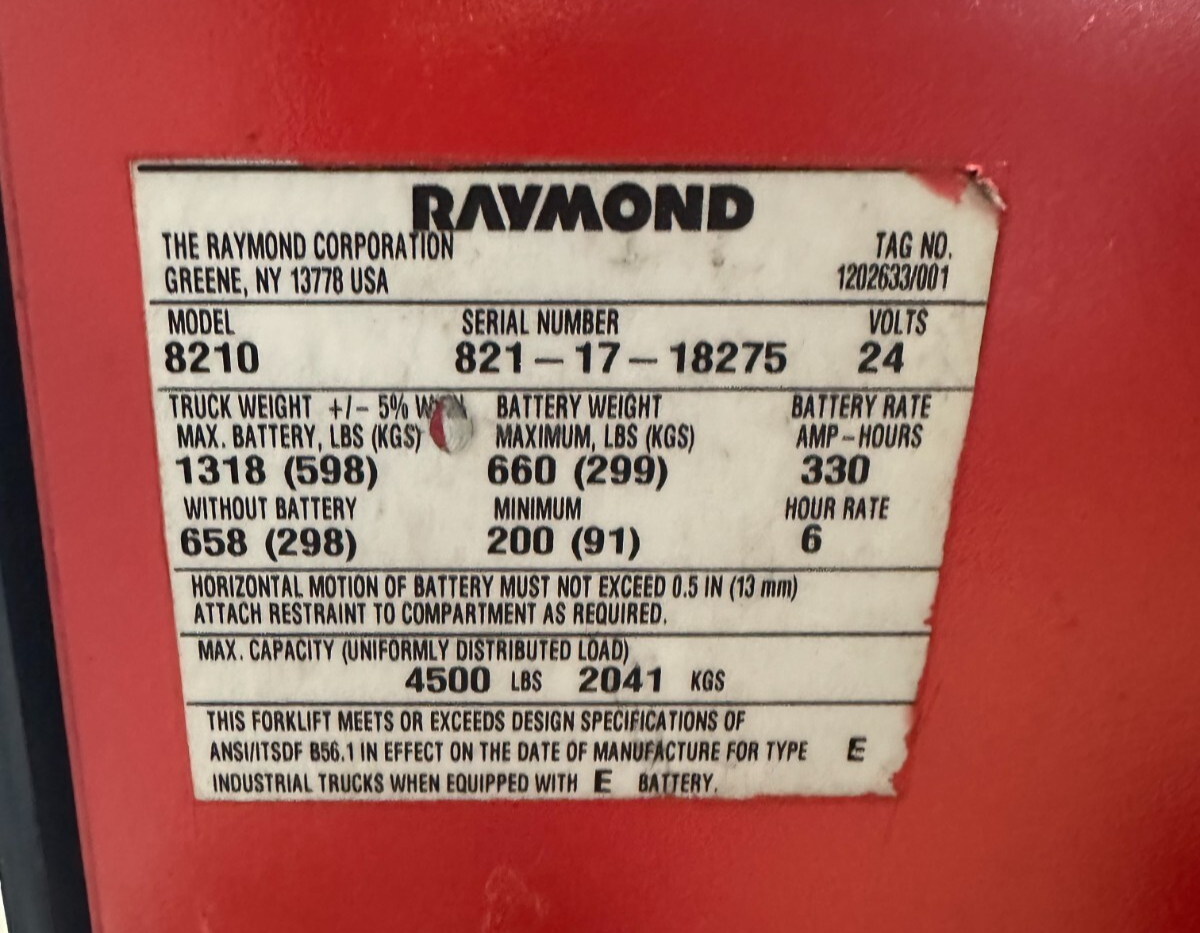 RAYMOND
THE RAYMOND CORPORATION
GREENE, NY 13778 USA
TAG NO.
1202633/001
MODEL SERIAL NUMBER VOLTS
8210 821-17-18275 24
TRUCK WEIGHT +/- 5% BATTERY WEIGHT BATTERY RATE
MAX. BATTERY, LBS (KGS) MAXIMUM, LBS (KGS) AMP-HOURS
1318 (598) 660 (299) 330
WITHOUT BATTERY MINIMUM HOUR RATE
658 (298) 200 (91) 6
HORIZONTAL MOTION OF BATTERY MUST NOT EXCEED 0.5 IN (13 mm)
ATTACH RESTRAINT TO COMPARTMENT AS REQUIRED.
MAX. CAPACITY (UNIFORMLY DISTRIBUTED LOAD)
4500 LBS 2041 KGS
THIS FORKLIFT MEETS OR EXCEEDS DESIGN SPECIFICATIONS OF
ANSI/ITSDF B56.1 IN EFFECT ON THE DATE OF MANUFACTURE FOR TYPE E
INDUSTRIAL TRUCKS WHEN EQUIPPED WITH E BATTERY.